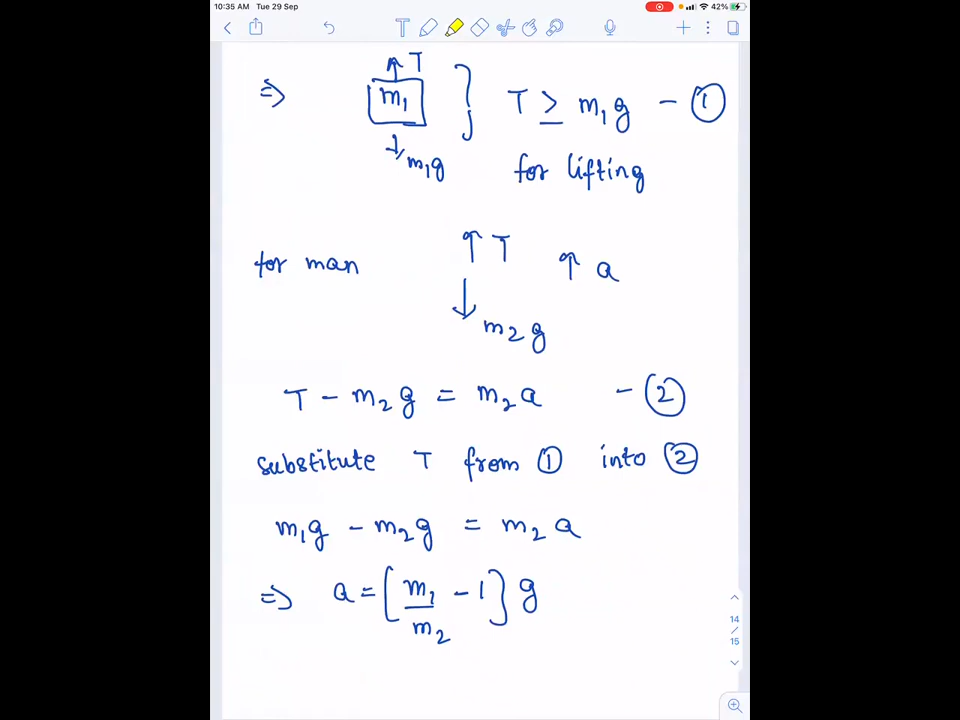 10:35 AM Tue 29 Sep 42%
↑ T
⇒ m₁ } T ≥ m₁g - ①
↓ m₁g
for lifting
↑ T ↑ a
for man
↓ m₂g
T - m₂g = m₂a - ②
substitute T from ① into ②
m₁g - m₂g = m₂a
⇒ a = [m₁/m₂ - 1] g
14
/
15